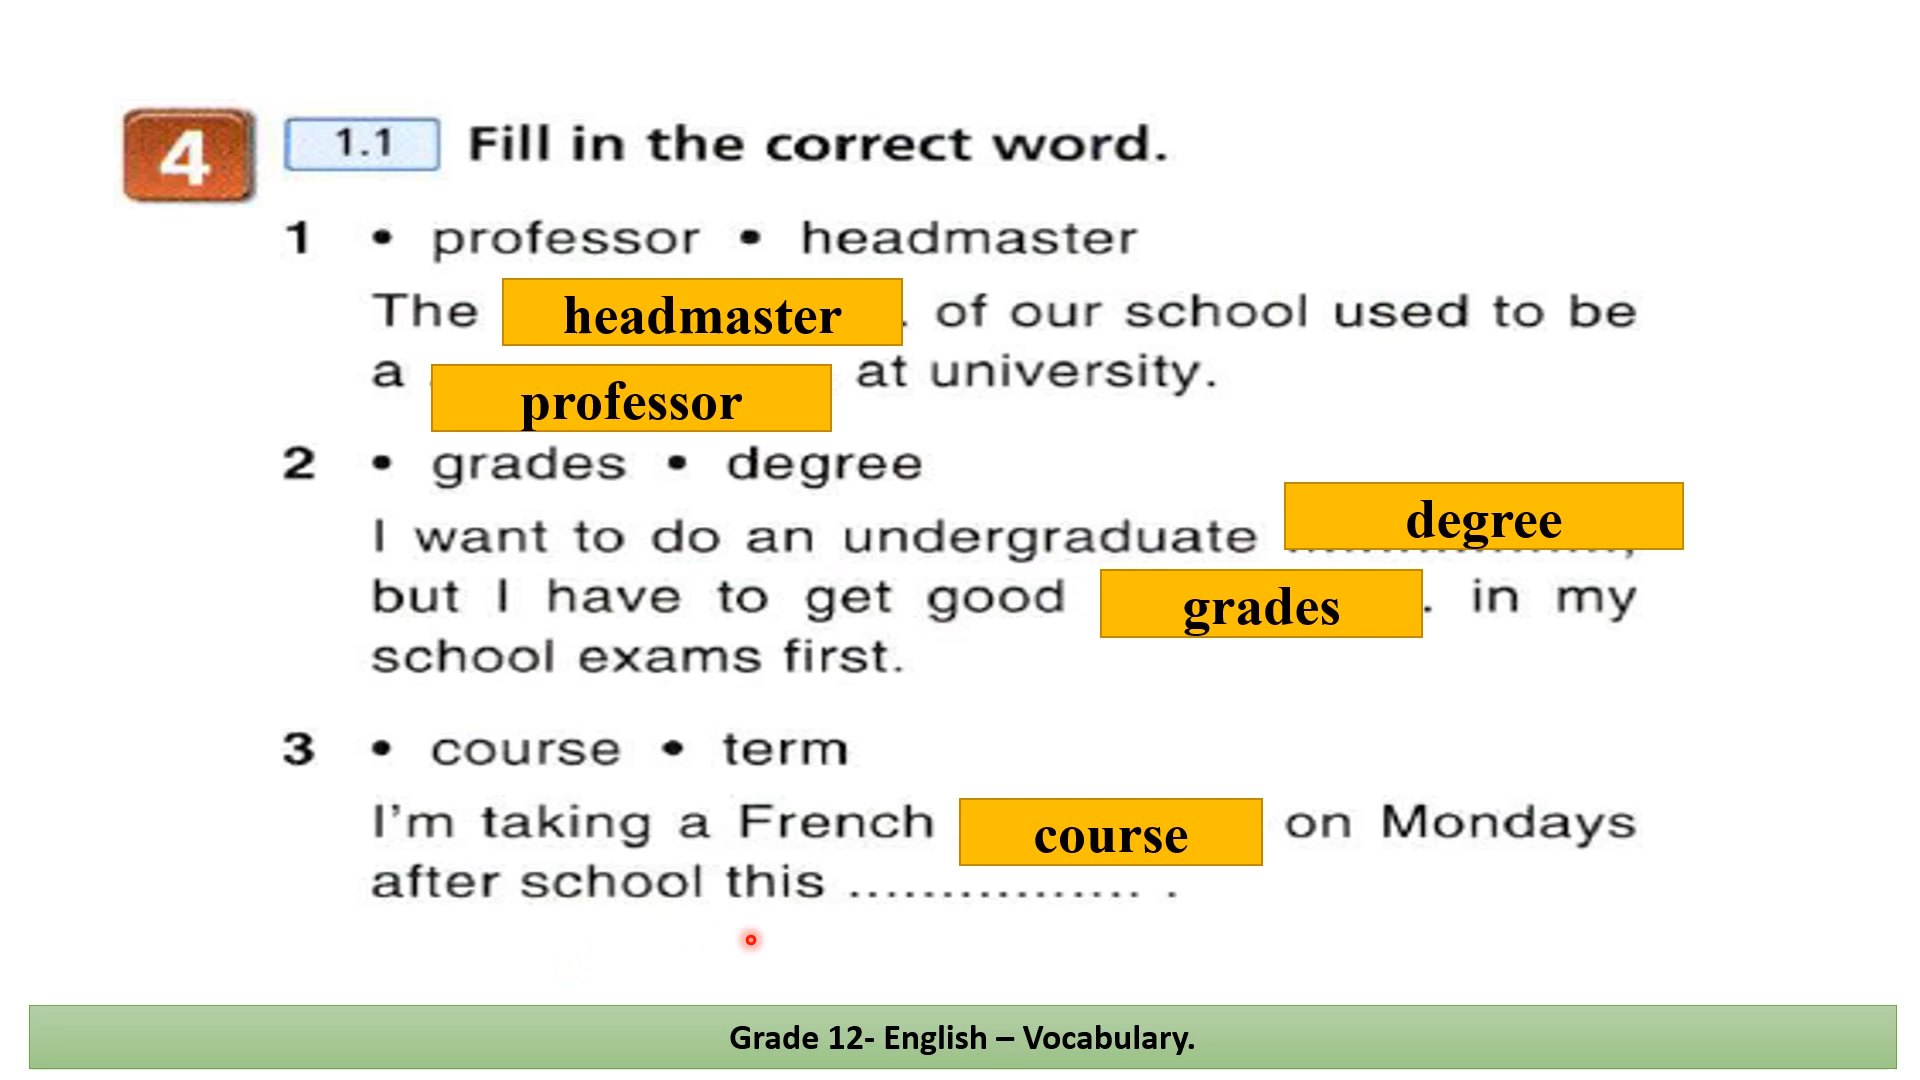 4 1.1 Fill in the correct word.
1 • professor • headmaster
The headmaster . of our school used to be
a professor at university.
2 • grades • degree
I want to do an undergraduate degree ..................,
but I have to get good grades . in my
school exams first.
3 • course • term
I'm taking a French course on Mondays
after school this ................ .
Grade 12- English – Vocabulary.